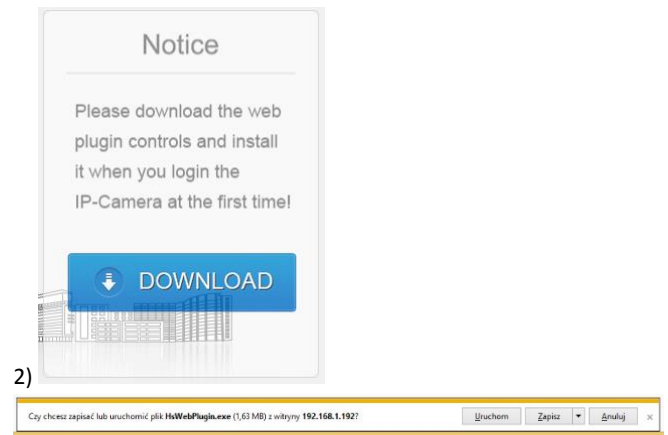 Notice
Please download the web
plugin controls and install
it when you login the
IP-Camera at the first time!
DOWNLOAD
2)
Czy chcesz zapisać lub uruchomić plik HsWebPlugin.exe (1,63 MB) z witryny 192.168.1.192?
Uruchom Zapisz Anuluj ×